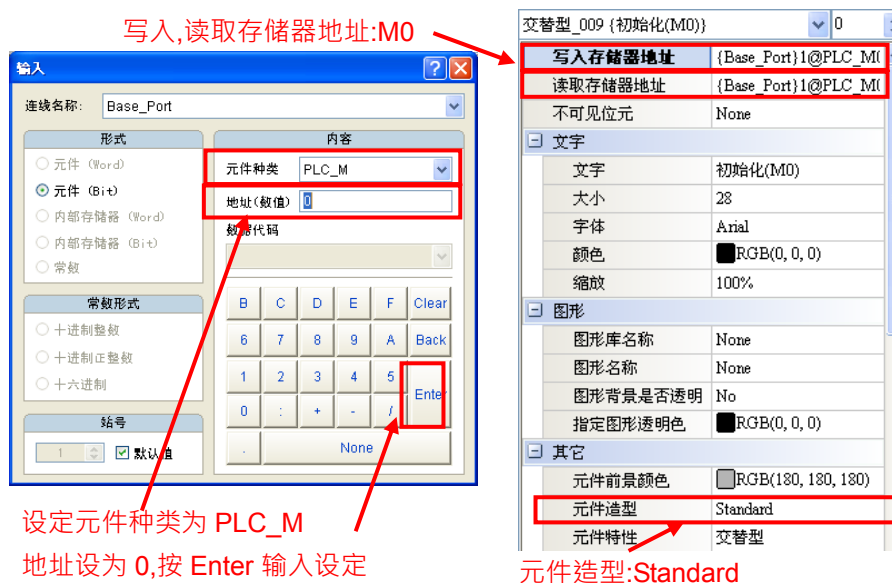 写入,读取存储器地址:M0
输入
连线名称: Base_Port
形式
元件 (Word)
元件 (Bit)
内部存储器 (Word)
内部存储器 (Bit)
常数
常数形式
十进制整数
十进制正整数
十六进制
站号
1 默认值
内容
元件种类 PLC_M
地址(数值) 0
数据代码
B C D E F Clear
6 7 8 9 A Back
1 2 3 4 5 Enter
0 : + - /
. None
设定元件种类为 PLC_M
地址设为 0,按 Enter 输入设定
交替型_009 {初始化(M0)} 0
写入存储器地址 {Base_Port}1@PLC_M(
读取存储器地址 {Base_Port}1@PLC_M(
不可见位元 None
文字
文字 初始化(M0)
大小 28
字体 Arial
颜色 RGB(0, 0, 0)
缩放 100%
图形
图形库名称 None
图形名称 None
图形背景是否透明 No
指定图形透明色 RGB(0, 0, 0)
其它
元件前景颜色 RGB(180, 180, 180)
元件造型 Standard
元件特性 交替型
元件造型:Standard